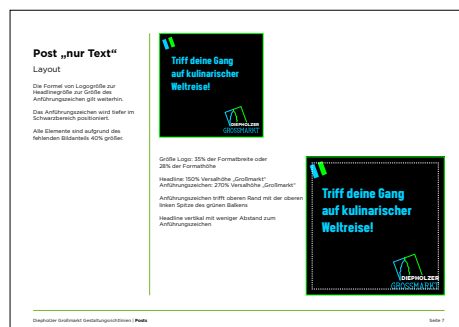 Post „nur Text“
Layout
Die Formel von Logogröße zur
Headlinegröße zur Größe des
Anführungszeichen gilt weiterhin.
Das Anführungszeichen wird tiefer im
Schwarzbereich positioniert.
Alle Elemente sind aufgrund des
fehlenden Bildanteils 40% größer.
Triff deine Gang
auf kulinarischer
Weltreise!
DIEPHOLZER
GROSSMARKT
Größe Logo: 35% der Formatbreite oder
28% der Formathöhe
Headline: 150% Versalhöhe „Großmarkt“
Anführungszeichen: 270% Versalhöhe „Großmarkt“
Anführungszeichen trifft oberen Rand mit der oberen
linken Spitze des grünen Balkens
Headline vertikal mit weniger Abstand zum
Anführungszeichen
Triff deine Gang
auf kulinarischer
Weltreise!
DIEPHOLZER
GROSSMARKT
Diepholzer Großmarkt Gestaltungsrichtlinien | Posts
Seite 7